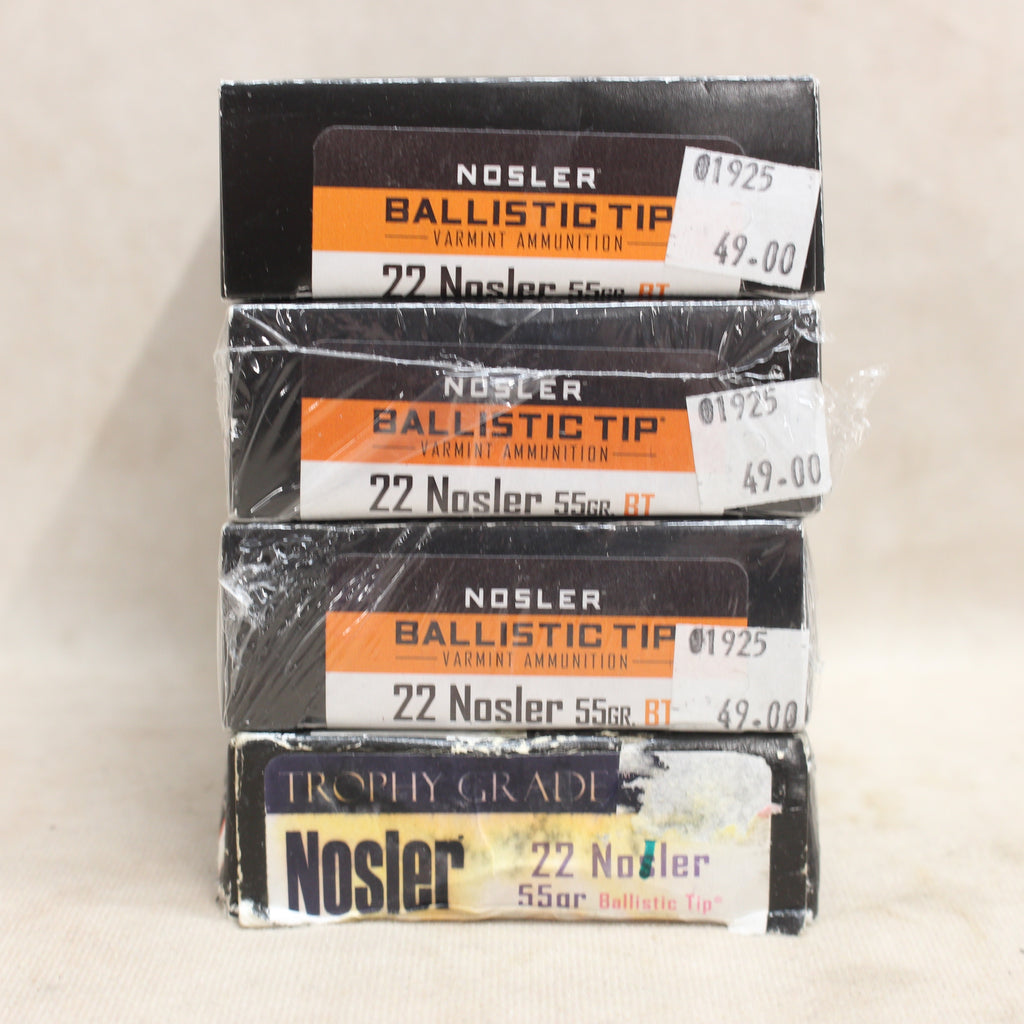 NOSLER
BALLISTIC TIP
VARMINT AMMUNITION
22 Nosler 55GR. BT
01925
49.00
NOSLER
BALLISTIC TIP®
VARMINT AMMUNITION
22 Nosler 55GR. BT
01925
49.00
NOSLER
BALLISTIC TIP
VARMINT AMMUNITION
22 Nosler 55GR. BT
01925
49.00
TROPHY GRADE
Nosler
22 Nosler
55gr Ballistic Tip®